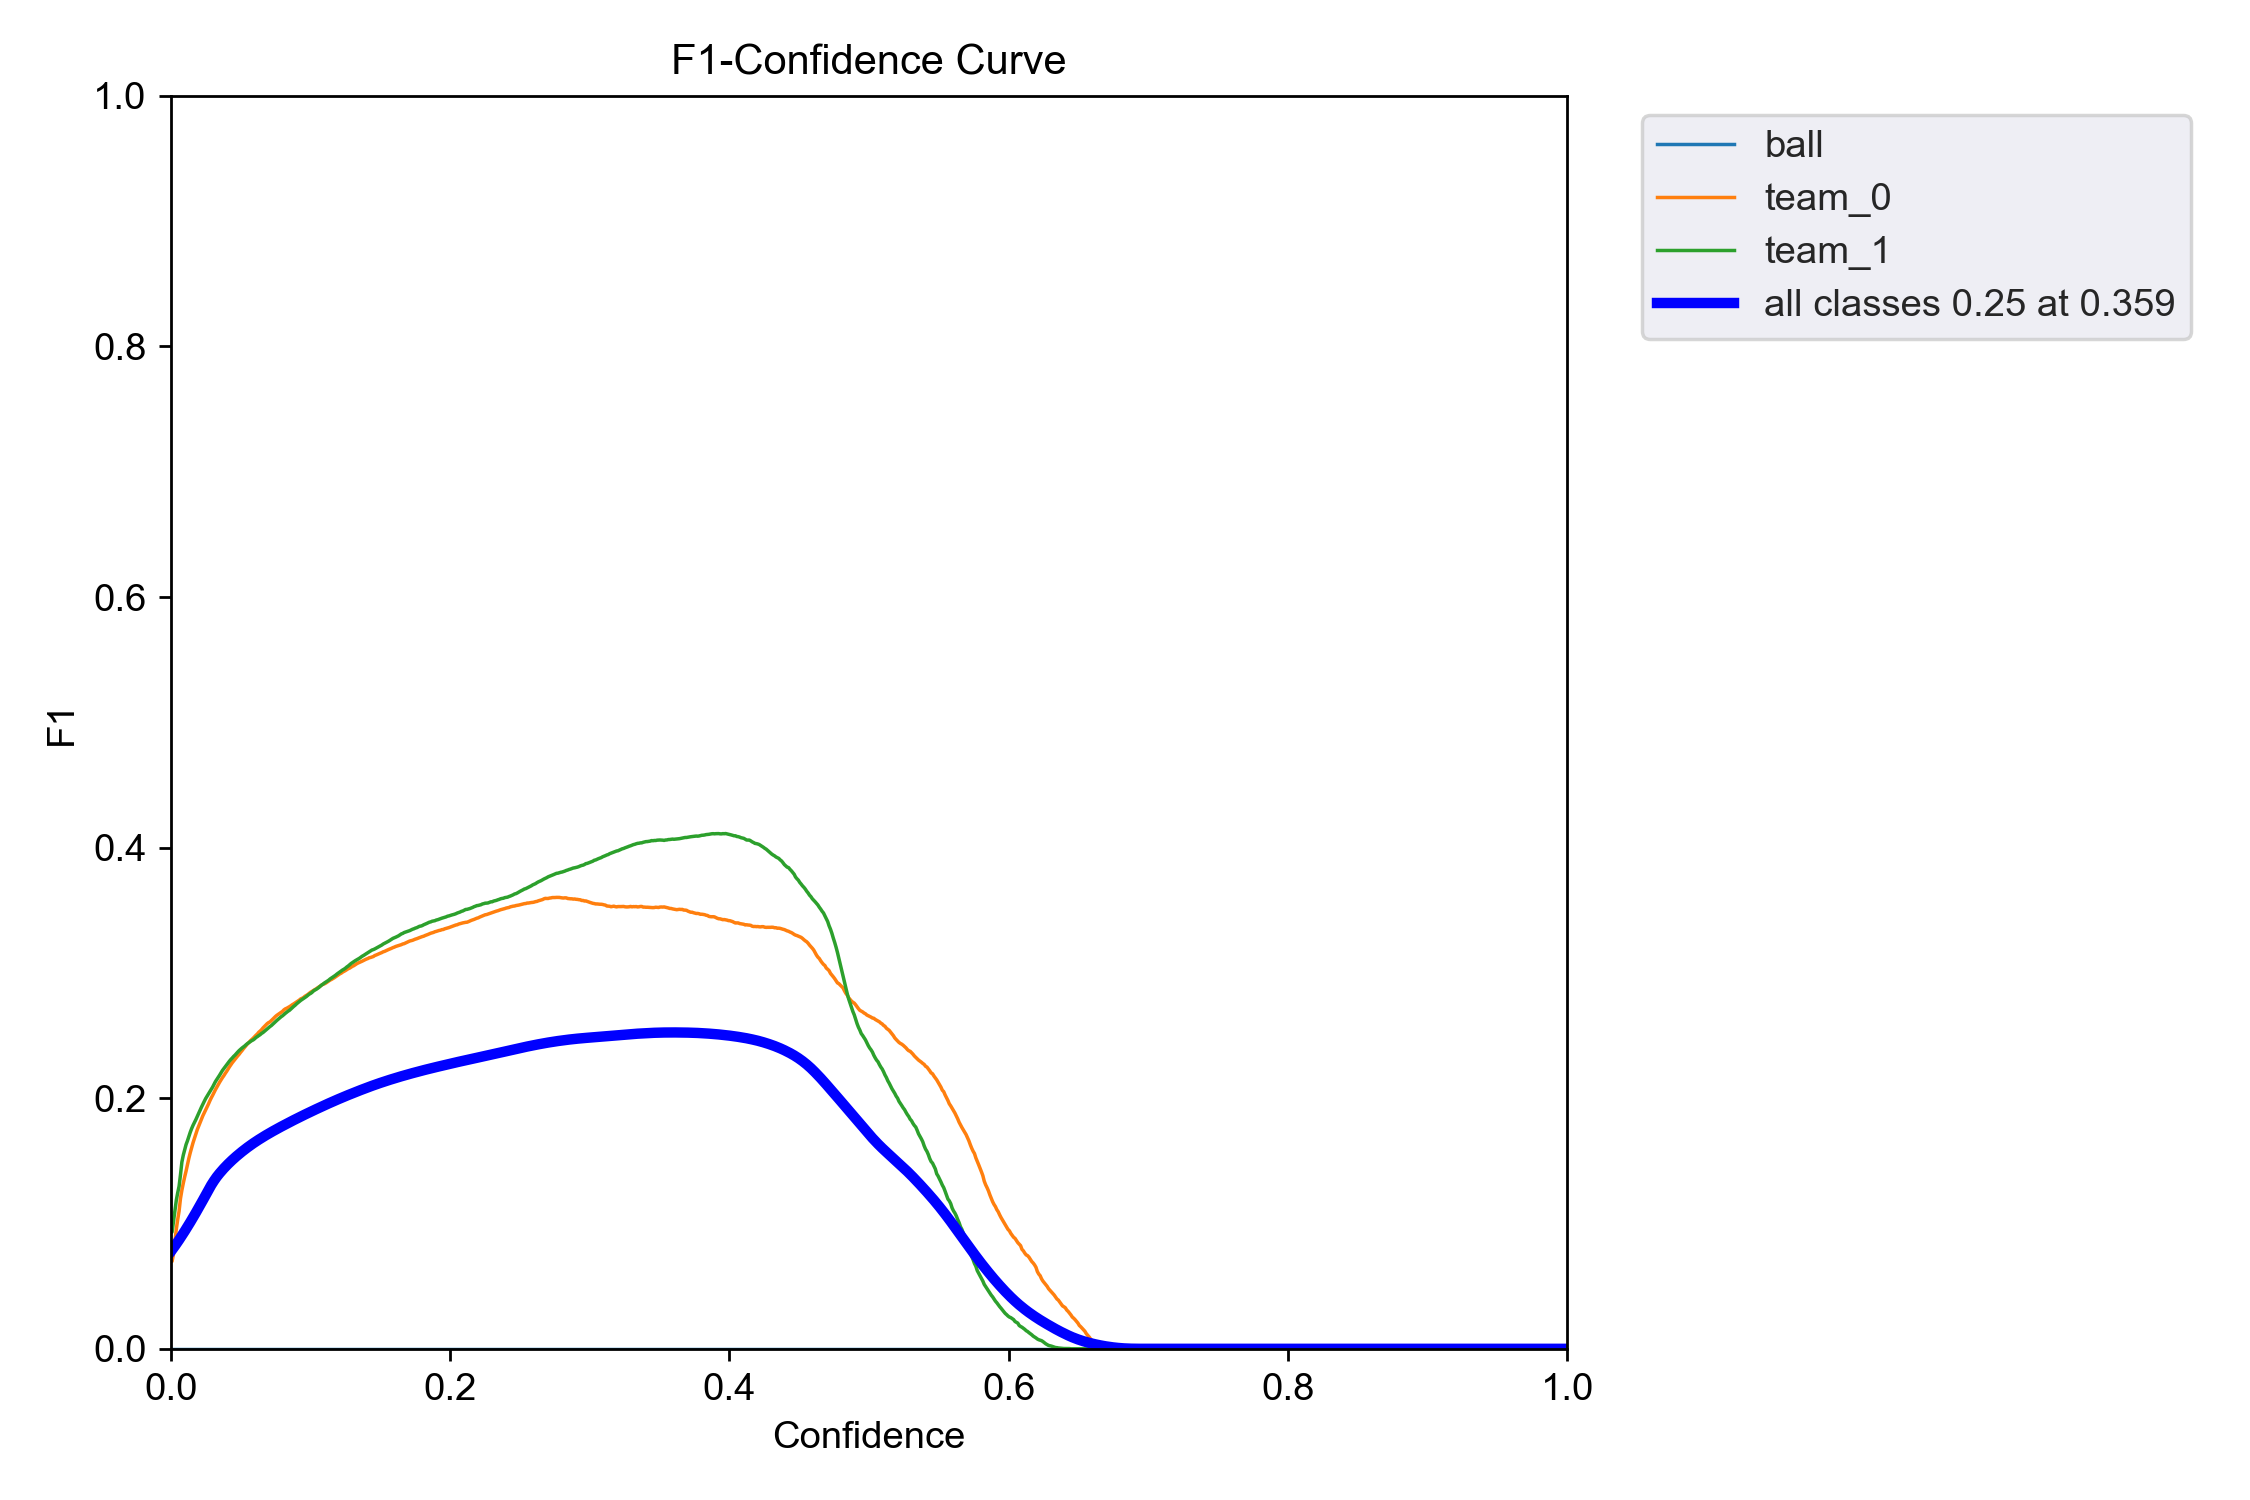 F1-Confidence Curve
1.0
0.8
0.6
0.4
0.2
0.0
F1
0.0 0.2 0.4 0.6 0.8 1.0
Confidence
ball
team_0
team_1
all classes 0.25 at 0.359